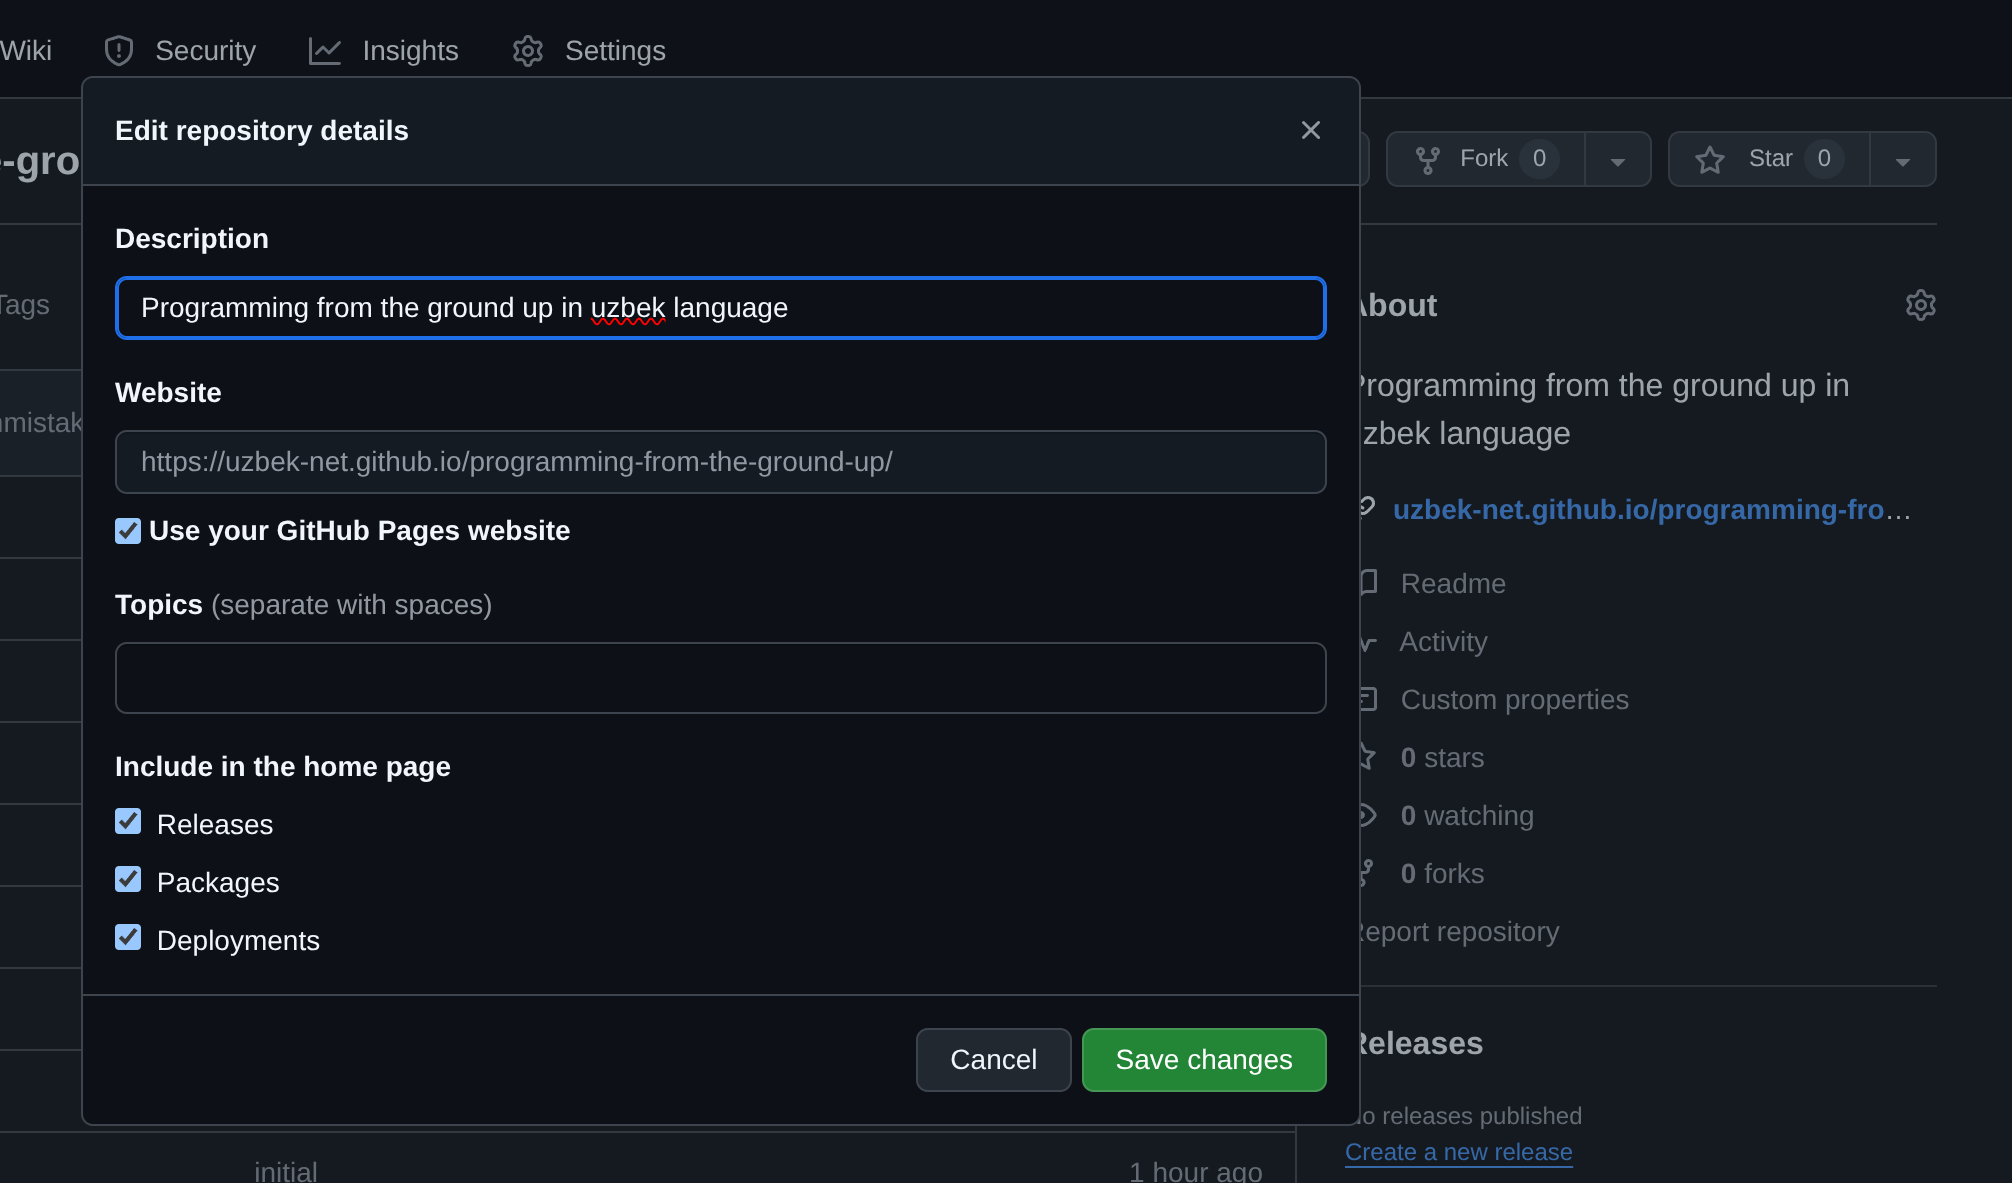 Wiki Security Insights Settings
Edit repository details
Fork 0
Star 0
Description
Programming from the ground up in uzbek language
Website
https://uzbek-net.github.io/programming-from-the-ground-up/
Use your GitHub Pages website
Topics (separate with spaces)
Include in the home page
Releases
Packages
Deployments
Cancel Save changes
e-gro
Tags
mistak
initial 1 hour ago
About
Programming from the ground up in
uzbek language
uzbek-net.github.io/programming-fro...
Readme
Activity
Custom properties
0 stars
0 watching
0 forks
Report repository
Releases
No releases published
Create a new release